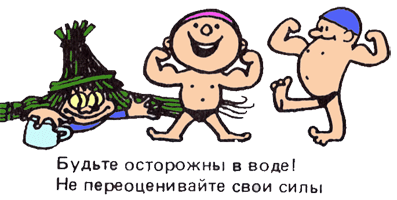 Будьте осторожны в воде!
Не переоценивайте свои силы